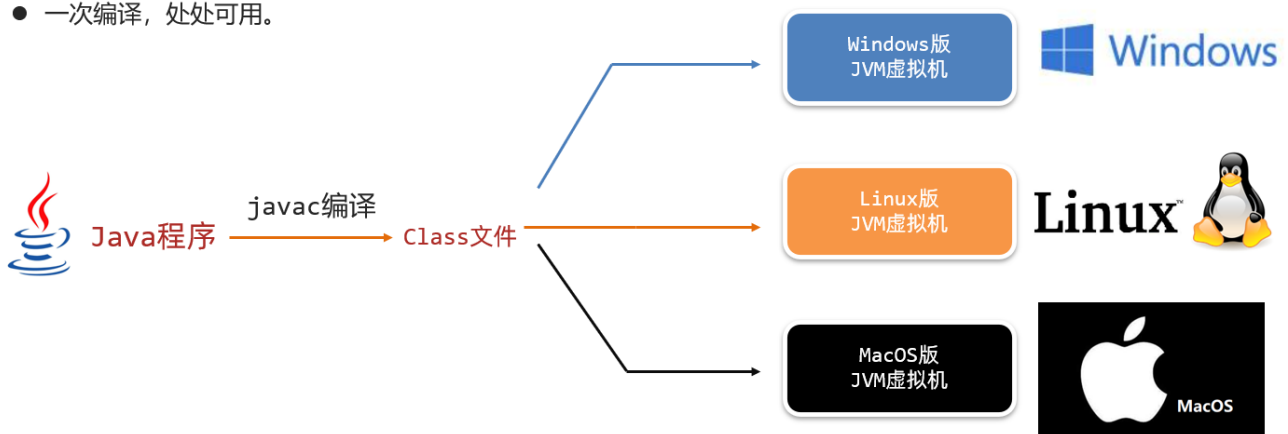 ● 一次编译，处处可用。
Windows版
JVM虚拟机
Windows
javac编译
Java程序
Class文件
Linux版
JVM虚拟机
Linux™
MacOS版
JVM虚拟机
MacOS